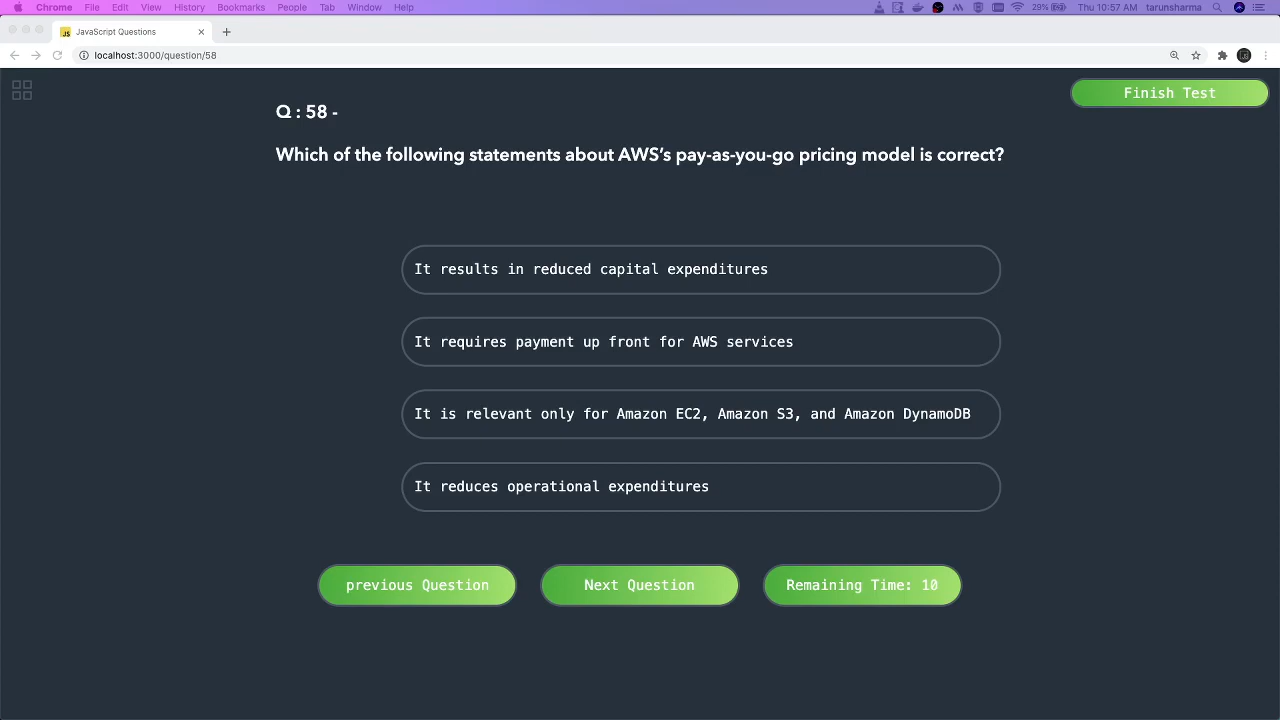 Chrome File Edit View History Bookmarks People Tab Window Help 29% Thu 10:57 AM tarunsharma
JavaScript Questions
localhost:3000/question/58
Finish Test
Q : 58 -
Which of the following statements about AWS’s pay-as-you-go pricing model is correct?
It results in reduced capital expenditures
It requires payment up front for AWS services
It is relevant only for Amazon EC2, Amazon S3, and Amazon DynamoDB
It reduces operational expenditures
previous Question Next Question Remaining Time: 10